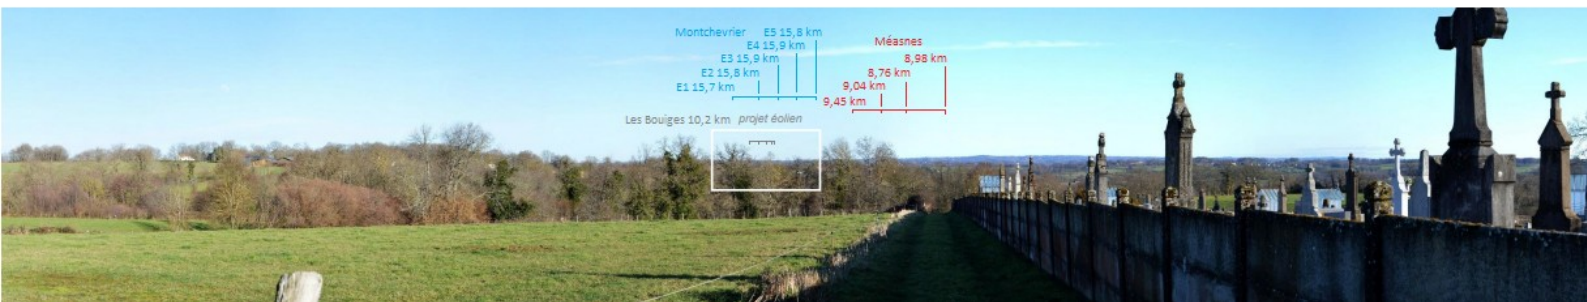 Montchevrier E5 15,8 km
E4 15,9 km
E3 15,9 km
E2 15,8 km
E1 15,7 km
Méasnes
8,98 km
8,76 km
9,04 km
9,45 km
Les Bouiges 10,2 km projet éolien